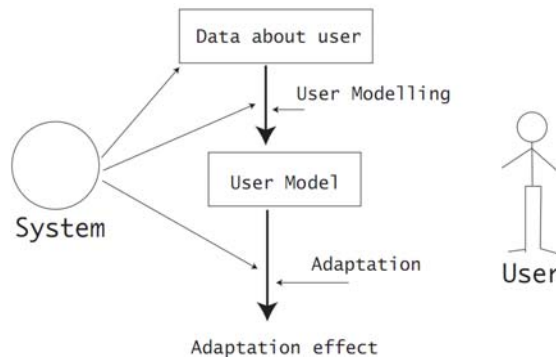 Data about user
User Modelling
User Model
System
Adaptation
User
Adaptation effect